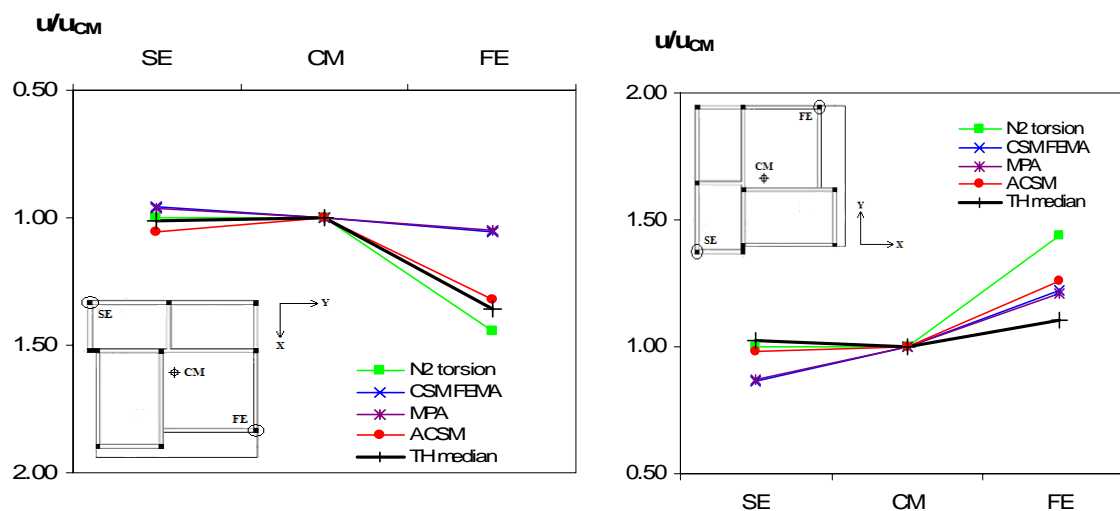 u/uCM
SE CM FE
0.50
1.00
1.50
2.00
SE
CM
FE
Y
X
N2 torsion
CSM FEMA
MPA
ACSM
TH median
u/uCM
2.00
1.50
1.00
0.50
FE
CM
SE
Y
X
N2 torsion
CSM FEMA
MPA
ACSM
TH median
SE CM FE